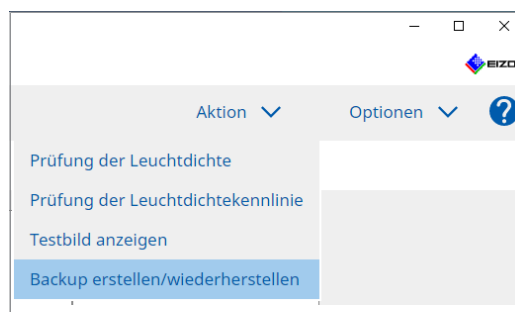 EIZO
Aktion Optionen ?
Prüfung der Leuchtdichte
Prüfung der Leuchtdichtekennlinie
Testbild anzeigen
Backup erstellen/wiederherstellen